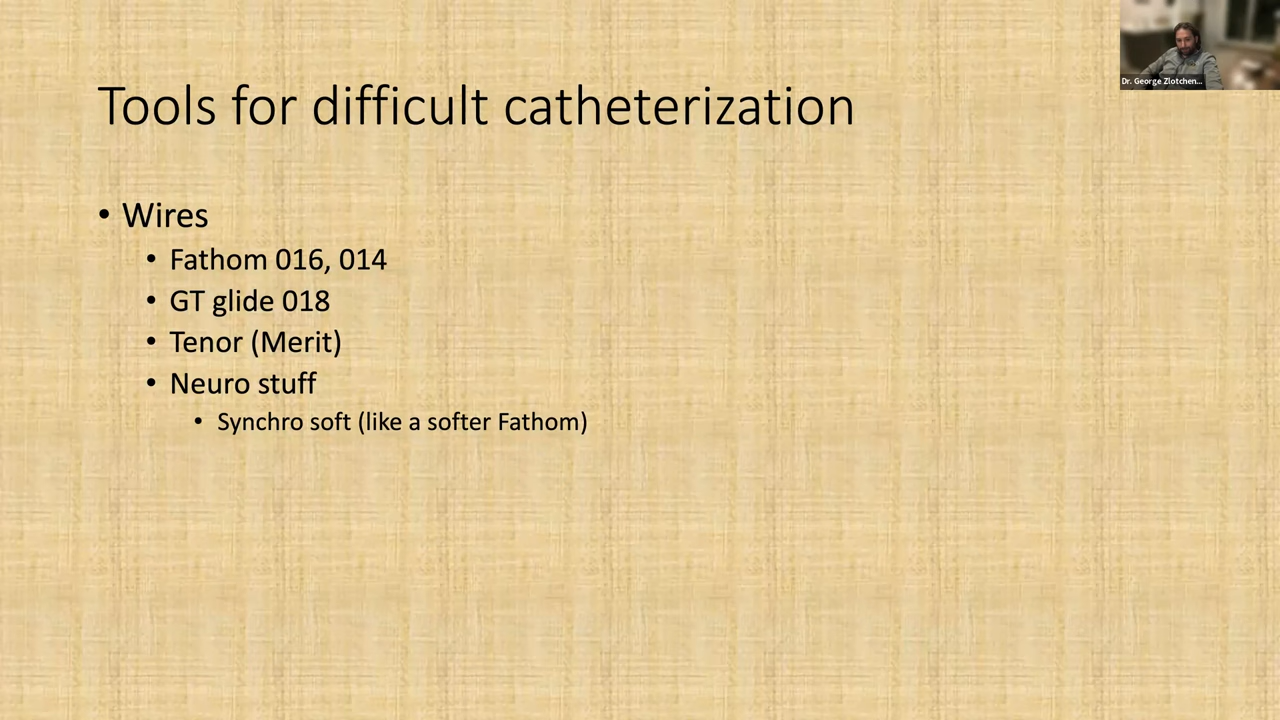 Dr. George Zlotchen...
Tools for difficult catheterization
• Wires
• Fathom 016, 014
• GT glide 018
• Tenor (Merit)
• Neuro stuff
• Synchro soft (like a softer Fathom)